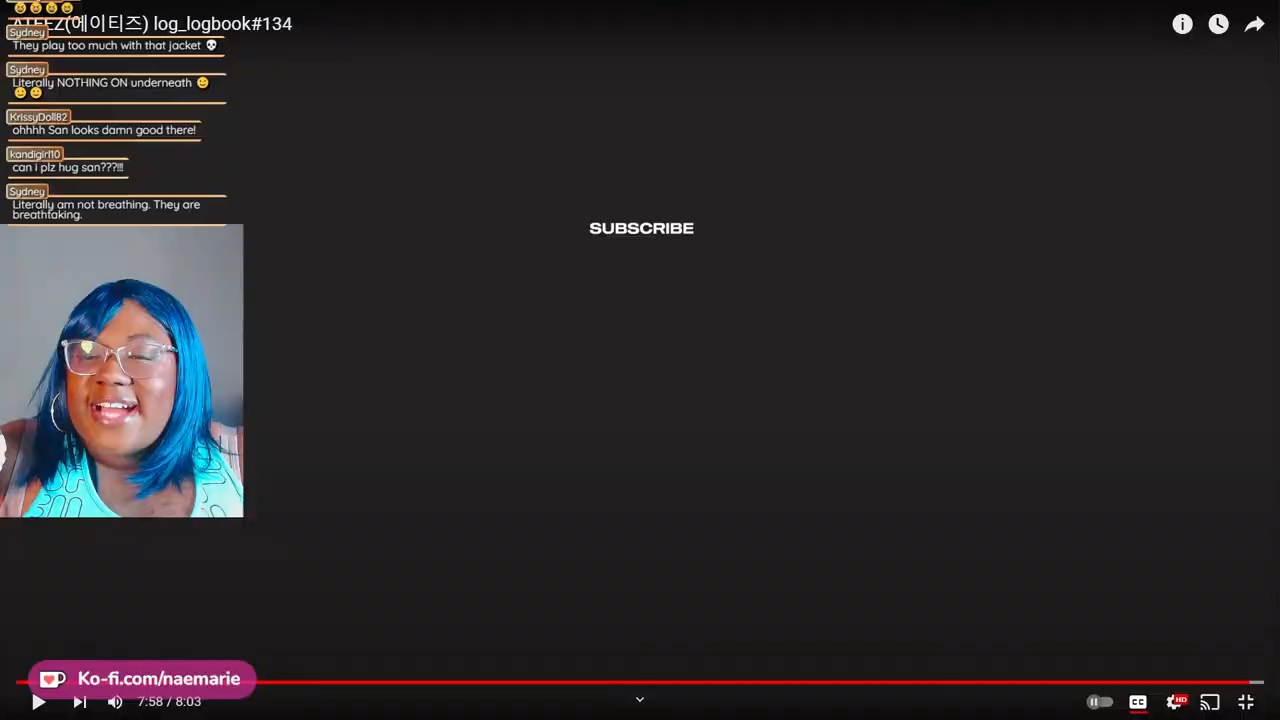 ATEEZ(에이티즈) log_logbook#134
Sydney
They play too much with that jacket 💀
Sydney
Literally NOTHING ON underneath
KrissyDoll82
ohhhh San looks damn good there!
kandigirl10
can i plz hug san???!!!
Sydney
Literally am not breathing. They are
breathtaking.
SUBSCRIBE
Ko-fi.com/naemarie
7:58 / 8:03
CC
HD